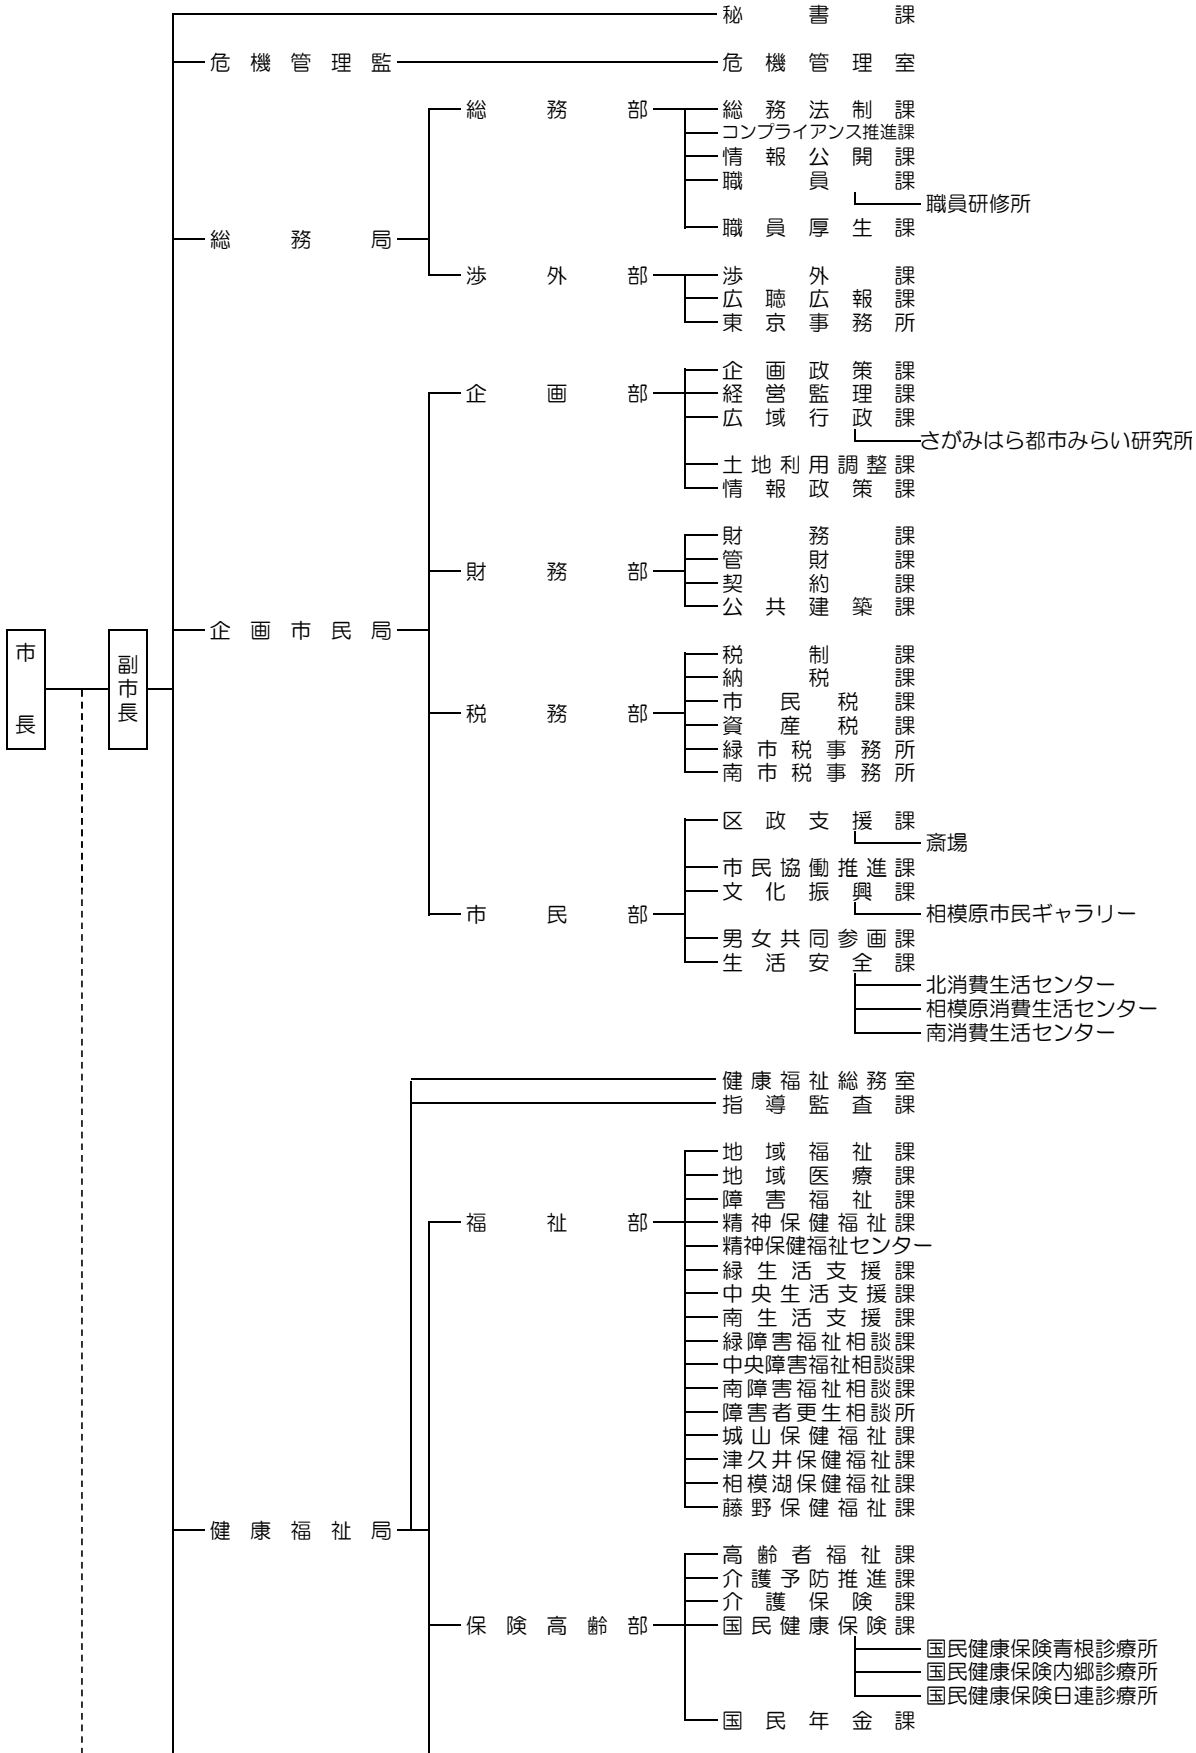 秘書課
危機管理監 危機管理室
総務部 総務法制課
コンプライアンス推進課
情報公開課
職員課
職員研修所
職員厚生課
総務局
渉外部 渉外課
広聴広報課
東京事務所
企画政策課
企画部 経営監理課
広域行政課
さがみはら都市みらい研究所
土地利用調整課
情報政策課
財務課
管財課
財務部
契約課
公共建築課
企画市民局
市長
副市長
税制課
納税課
市民税課
税務部
資産税課
緑市税事務所
南市税事務所
区政支援課
斎場
市民協働推進課
文化振興課
市民部 相模原市民ギャラリー
男女共同参画課
生活安全課
北消費生活センター
相模原消費生活センター
南消費生活センター
健康福祉総務室
指導監査課
地域福祉課
地域医療課
障害福祉課
福祉部 精神保健福祉課
精神保健福祉センター
緑生活支援課
中央生活支援課
南生活支援課
緑障害福祉相談課
中央障害福祉相談課
南障害福祉相談課
障害者更生相談所
城山保健福祉課
津久井保健福祉課
相模湖保健福祉課
藤野保健福祉課
健康福祉局
高齢者福祉課
介護予防推進課
介護保険課
保険高齢部 国民健康保険課
国民健康保険青根診療所
国民健康保険内郷診療所
国民健康保険日連診療所
国民年金課